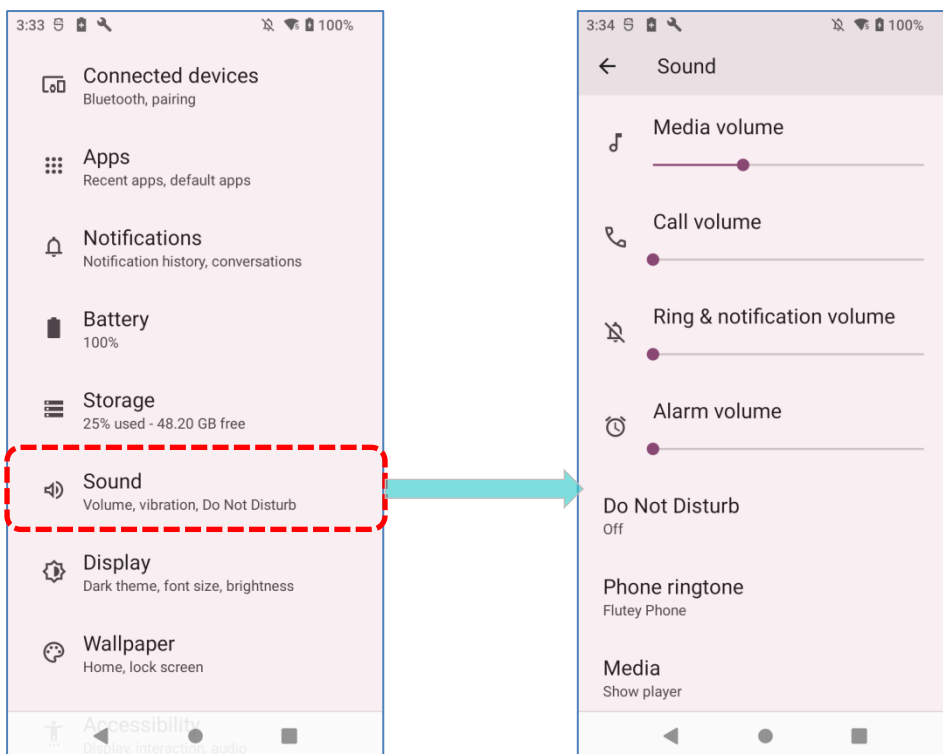 3:33 100%
Connected devices
Bluetooth, pairing
Apps
Recent apps, default apps
Notifications
Notification history, conversations
Battery
100%
Storage
25% used - 48.20 GB free
Sound
Volume, vibration, Do Not Disturb
Display
Dark theme, font size, brightness
Wallpaper
Home, lock screen
Accessibility
Display, interaction, audio
3:34 100%
Sound
Media volume
Call volume
Ring & notification volume
Alarm volume
Do Not Disturb
Off
Phone ringtone
Flutey Phone
Media
Show player